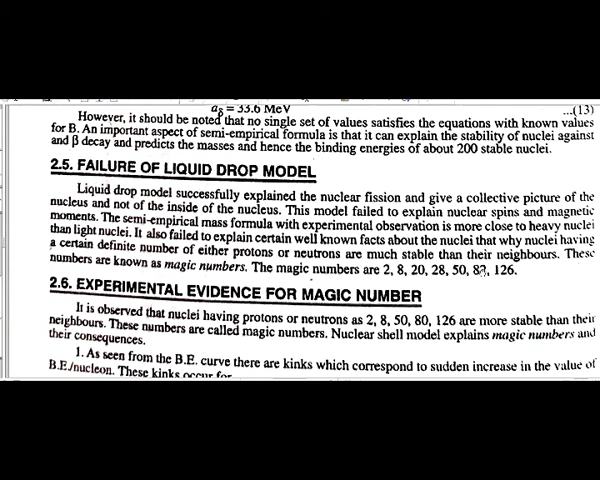 aδ = 33.6 MeV
...(13)
However, it should be noted that no single set of values satisfies the equations with known values
for B. An important aspect of semi-empirical formula is that it can explain the stability of nuclei against
and β decay and predicts the masses and hence the binding energies of about 200 stable nuclei.
2.5. FAILURE OF LIQUID DROP MODEL
Liquid drop model successfully explained the nuclear fission and give a collective picture of the
nucleus and not of the inside of the nucleus. This model failed to explain nuclear spins and magnetic
moments. The semi-empirical mass formula with experimental observation is more close to heavy nuclei
than light nuclei. It also failed to explain certain well known facts about the nuclei that why nuclei having
a certain definite number of either protons or neutrons are much stable than their neighbours. These
numbers are known as magic numbers. The magic numbers are 2, 8, 20, 28, 50, 82, 126.
2.6. EXPERIMENTAL EVIDENCE FOR MAGIC NUMBER
It is observed that nuclei having protons or neutrons as 2, 8, 50, 80, 126 are more stable than their
neighbours. These numbers are called magic numbers. Nuclear shell model explains magic numbers and
their consequences.
1. As seen from the B.E. curve there are kinks which correspond to sudden increase in the value of
B.E./nucleon. These kinks occur for